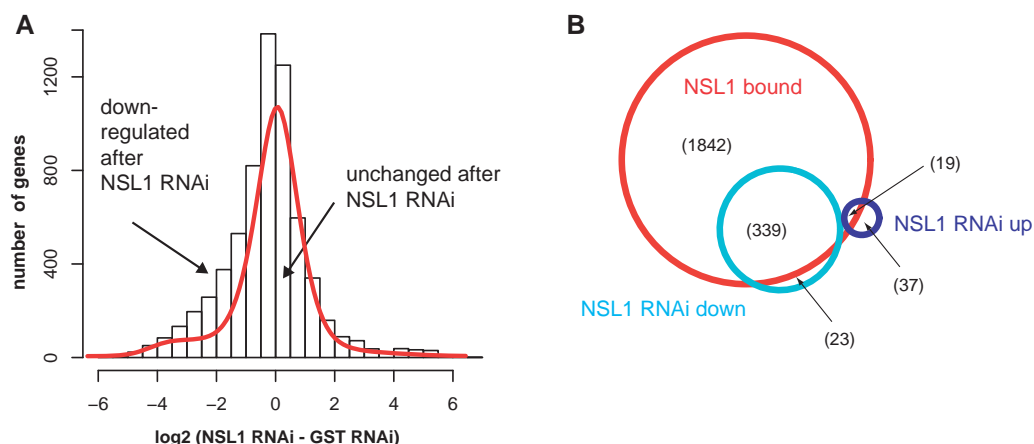 A
number of genes
1200
800
400
0
down-
regulated
after
NSL1 RNAi
unchanged after
NSL1 RNAi
−6
−4
−2
0
2
4
6
log2 (NSL1 RNAi - GST RNAi)
B
NSL1 bound
(1842)
(19)
(339)
NSL1 RNAi up
(37)
NSL1 RNAi down
(23)